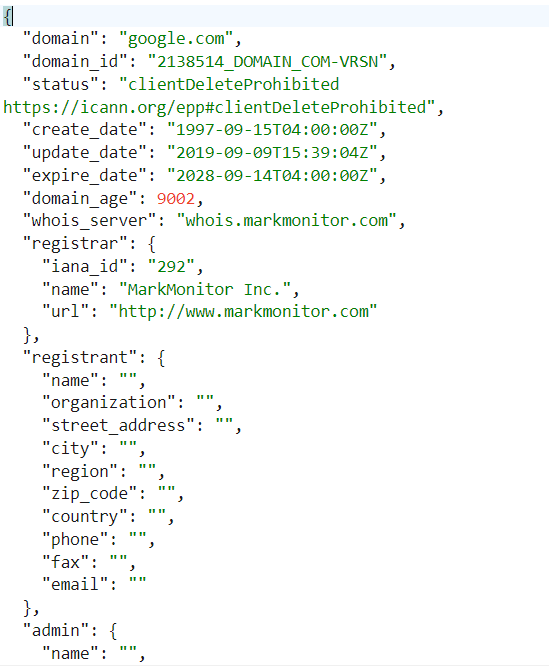 {
  "domain": "google.com",
  "domain_id": "2138514_DOMAIN_COM-VRSN",
  "status": "clientDeleteProhibited
https://icann.org/epp#clientDeleteProhibited",
  "create_date": "1997-09-15T04:00:00Z",
  "update_date": "2019-09-09T15:39:04Z",
  "expire_date": "2028-09-14T04:00:00Z",
  "domain_age": 9002,
  "whois_server": "whois.markmonitor.com",
  "registrar": {
    "iana_id": "292",
    "name": "MarkMonitor Inc.",
    "url": "http://www.markmonitor.com"
  },
  "registrant": {
    "name": "",
    "organization": "",
    "street_address": "",
    "city": "",
    "region": "",
    "zip_code": "",
    "country": "",
    "phone": "",
    "fax": "",
    "email": ""
  },
  "admin": {
    "name": "",